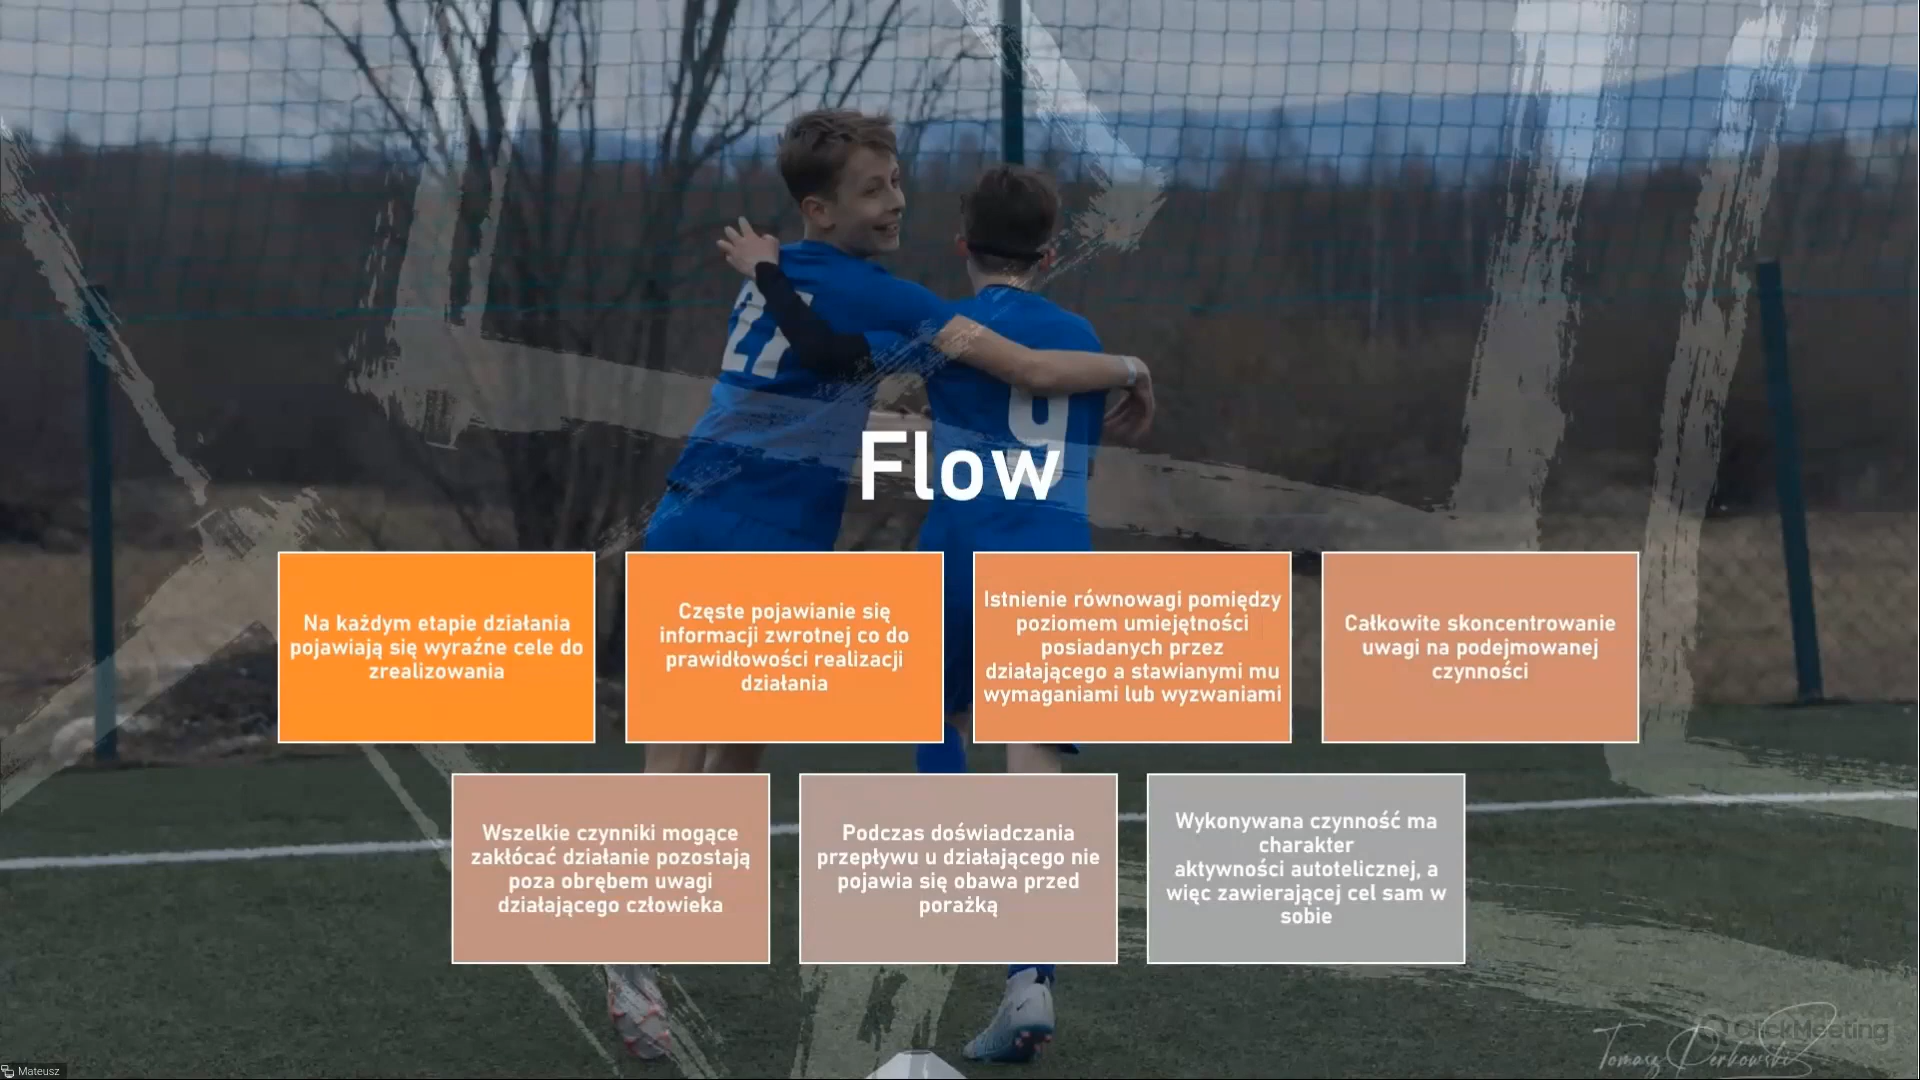 27
9
Flow
Na każdym etapie działania
pojawiają się wyraźne cele do
zrealizowania
Częste pojawianie się
informacji zwrotnej co do
prawidłowości realizacji
działania
Istnienie równowagi pomiędzy
poziomem umiejętności
posiadanych przez
działającego a stawianymi mu
wymaganiami lub wyzwaniami
Całkowite skoncentrowanie
uwagi na podejmowanej
czynności
Wszelkie czynniki mogące
zakłócać działanie pozostają
poza obrębem uwagi
działającego człowieka
Podczas doświadczania
przepływu u działającego nie
pojawia się obawa przed
porażką
Wykonywana czynność ma
charakter
aktywności autotelicznej, a
więc zawierającej cel sam w
sobie
ClickMeeting
Tomasz Perkowski
Mateusz